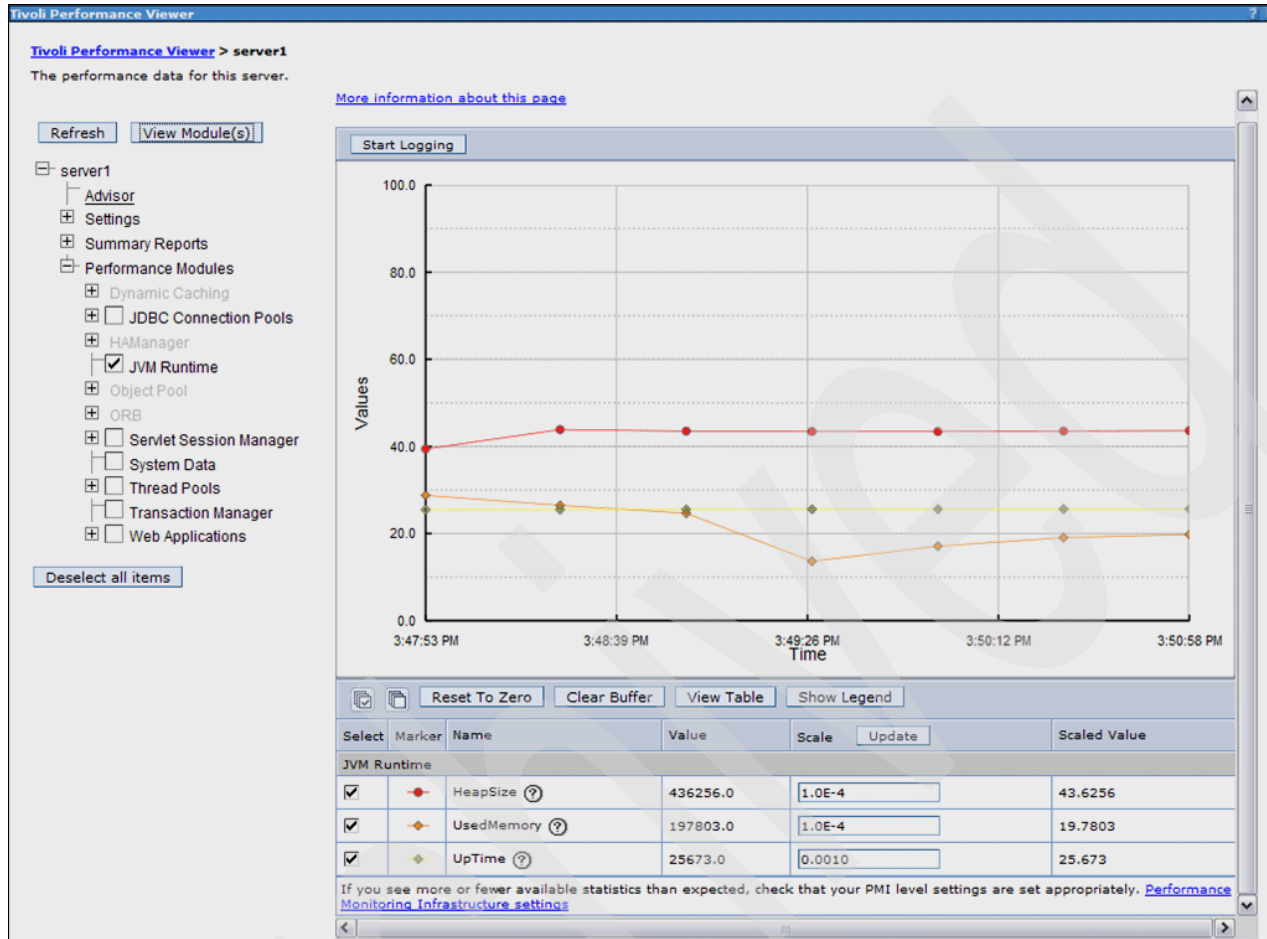 Tivoli Performance Viewer ?
Tivoli Performance Viewer > server1
The performance data for this server.
More information about this page
Refresh View Module(s)
Start Logging
server1
Advisor
Settings
Summary Reports
Performance Modules
Dynamic Caching
JDBC Connection Pools
HAManager
JVM Runtime
Object Pool
ORB
Servlet Session Manager
System Data
Thread Pools
Transaction Manager
Web Applications
Deselect all items
100.0
80.0
60.0
40.0
20.0
0.0
Values
3:47:53 PM 3:48:39 PM 3:49:26 PM 3:50:12 PM 3:50:58 PM
Time
Reset To Zero Clear Buffer View Table Show Legend
Select Marker Name Value Scale Update Scaled Value
JVM Runtime
HeapSize ? 436256.0 1.0E-4 43.6256
UsedMemory ? 197803.0 1.0E-4 19.7803
UpTime ? 25673.0 0.0010 25.673
If you see more or fewer available statistics than expected, check that your PMI level settings are set appropriately. Performance
Monitoring Infrastructure settings